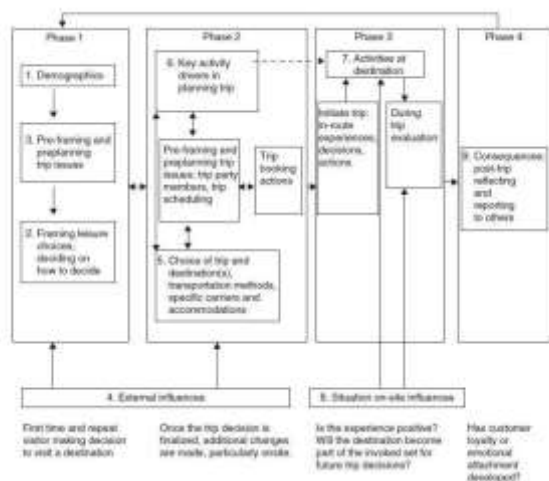 Phase 1
Phase 2
Phase 3
Phase 4
1. Demographics
3. Pre-framing and
preplanning
trip issues
2. Framing leisure
choices,
deciding on
how to decide
6. Key activity
drivers in
planning trip
Pre-framing and
preplanning trip
issues: trip party
members, trip
scheduling
Trip
booking
actions
5. Choice of trip and
destination(s),
transportation methods,
specific carriers and
accommodations
7. Activities at
destination
Initiate trip:
in-route
experiences,
decisions,
actions
During
trip
evaluation
9. Consequences:
post-trip
reflecting
and
reporting
to others
4. External influences
8. Situation on-site influences
First time and repeat
visitor making decision
to visit a destination
Once the trip decision is
finalized, additional changes
are made, particularly onsite.
Is the experience positive?
Will the destination become
part of the invoked set for
future trip decisions?
Has customer
loyalty or
emotional
attachment
developed?